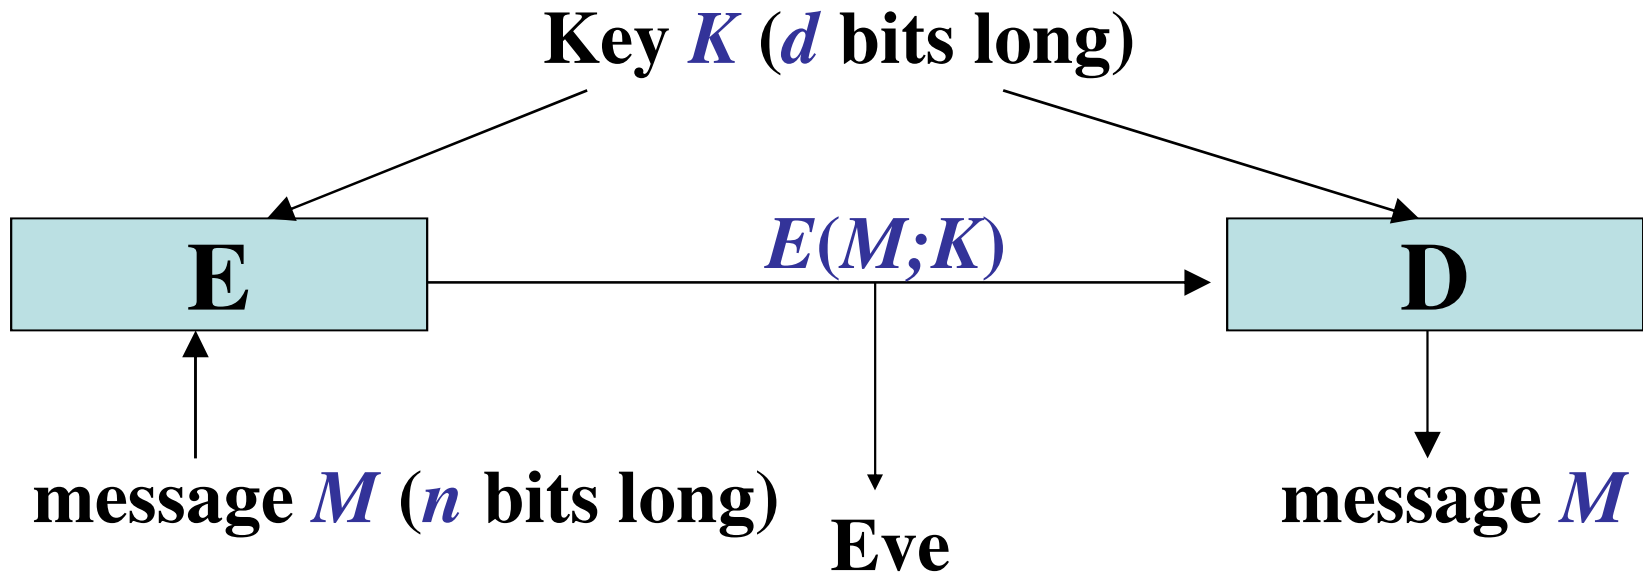 Key K (d bits long)
E(M;K)
E
D
message M (n bits long)
message M
Eve